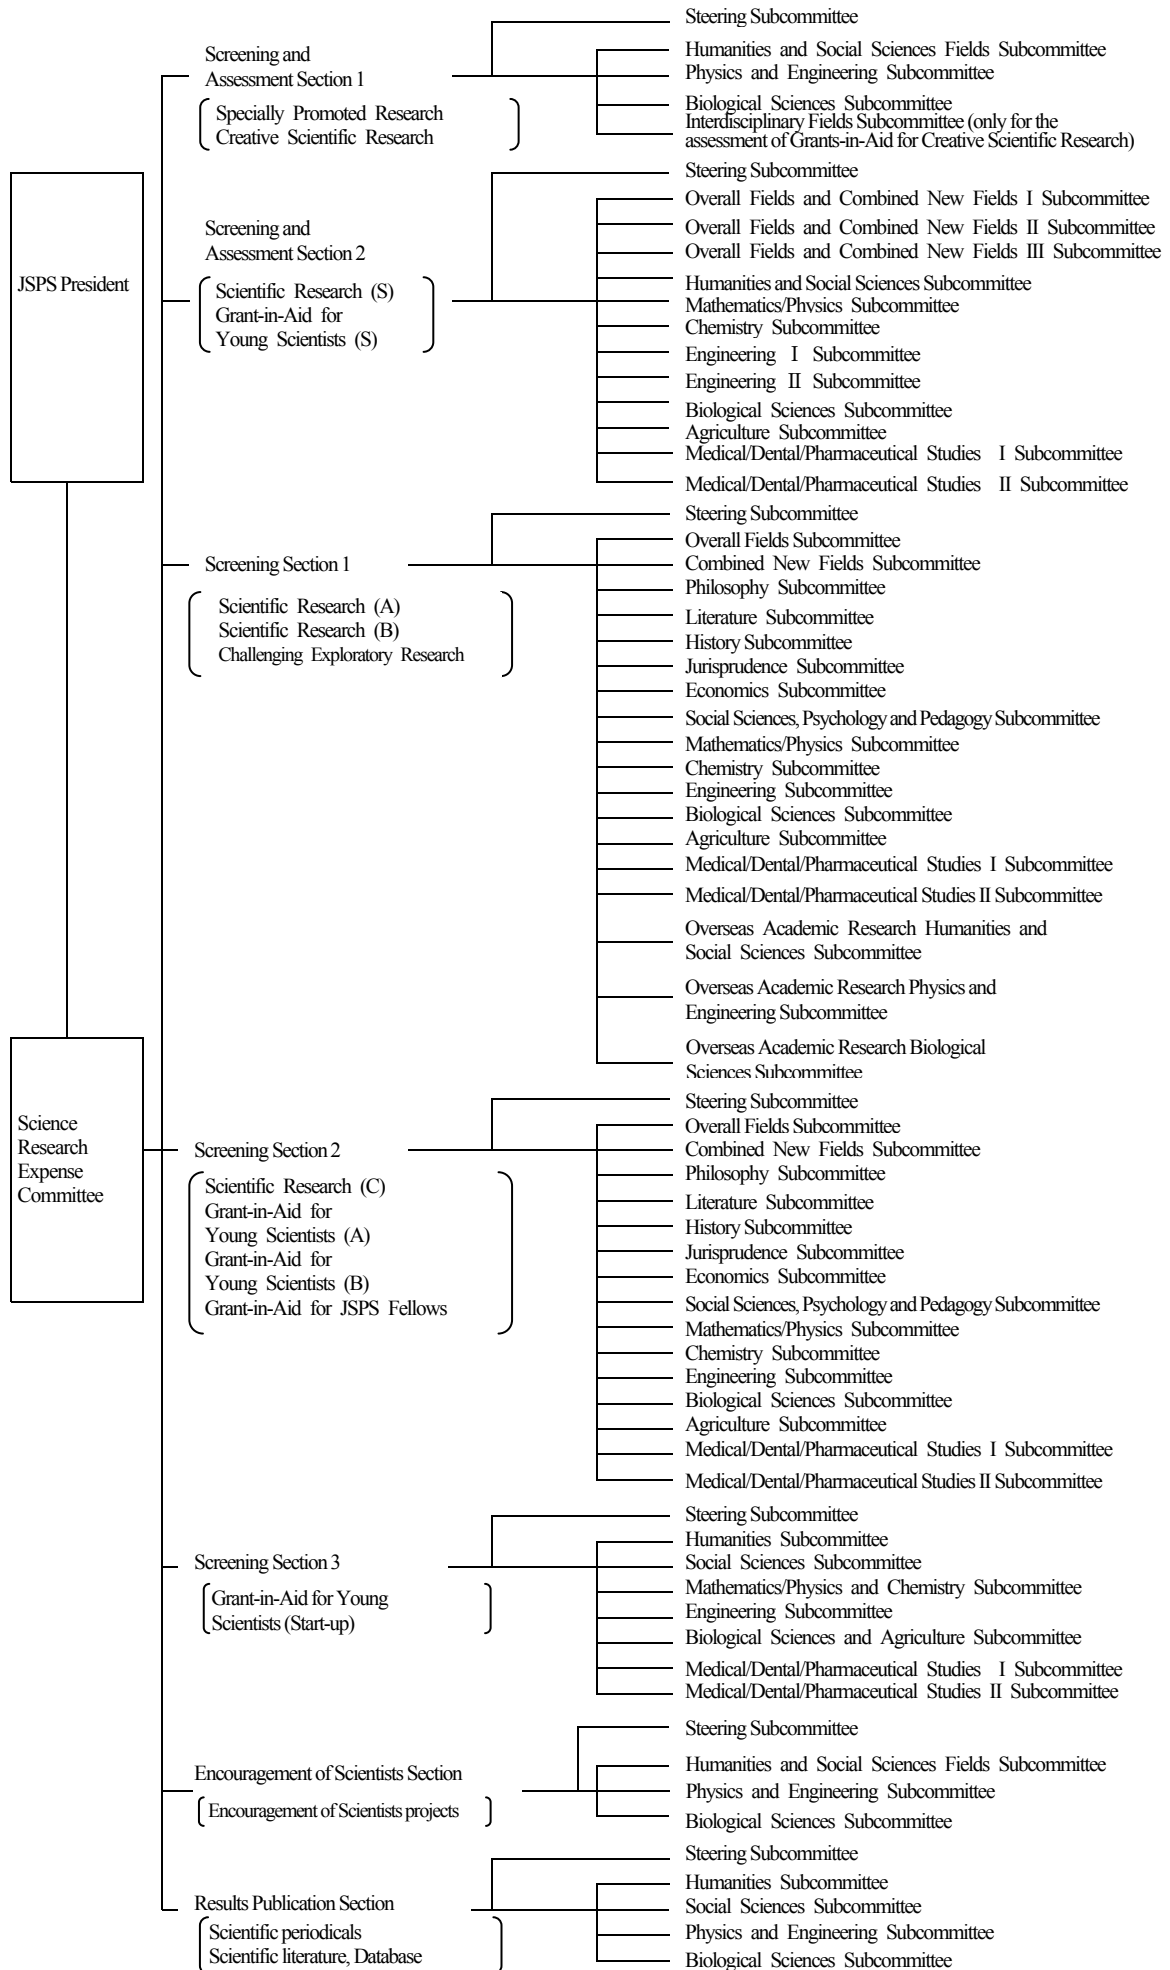 JSPS President
Science
Research
Expense
Committee
Screening and
Assessment Section 1
Specially Promoted Research
Creative Scientific Research
Steering Subcommittee
Humanities and Social Sciences Fields Subcommittee
Physics and Engineering Subcommittee
Biological Sciences Subcommittee
Interdisciplinary Fields Subcommittee (only for the
assessment of Grants-in-Aid for Creative Scientific Research)
Screening and
Assessment Section 2
Scientific Research (S)
Grant-in-Aid for
Young Scientists (S)
Steering Subcommittee
Overall Fields and Combined New Fields I Subcommittee
Overall Fields and Combined New Fields II Subcommittee
Overall Fields and Combined New Fields III Subcommittee
Humanities and Social Sciences Subcommittee
Mathematics/Physics Subcommittee
Chemistry Subcommittee
Engineering I Subcommittee
Engineering II Subcommittee
Biological Sciences Subcommittee
Agriculture Subcommittee
Medical/Dental/Pharmaceutical Studies I Subcommittee
Medical/Dental/Pharmaceutical Studies II Subcommittee
Screening Section 1
Scientific Research (A)
Scientific Research (B)
Challenging Exploratory Research
Steering Subcommittee
Overall Fields Subcommittee
Combined New Fields Subcommittee
Philosophy Subcommittee
Literature Subcommittee
History Subcommittee
Jurisprudence Subcommittee
Economics Subcommittee
Social Sciences, Psychology and Pedagogy Subcommittee
Mathematics/Physics Subcommittee
Chemistry Subcommittee
Engineering Subcommittee
Biological Sciences Subcommittee
Agriculture Subcommittee
Medical/Dental/Pharmaceutical Studies I Subcommittee
Medical/Dental/Pharmaceutical Studies II Subcommittee
Overseas Academic Research Humanities and
Social Sciences Subcommittee
Overseas Academic Research Physics and
Engineering Subcommittee
Overseas Academic Research Biological
Sciences Subcommittee
Screening Section 2
Scientific Research (C)
Grant-in-Aid for
Young Scientists (A)
Grant-in-Aid for
Young Scientists (B)
Grant-in-Aid for JSPS Fellows
Steering Subcommittee
Overall Fields Subcommittee
Combined New Fields Subcommittee
Philosophy Subcommittee
Literature Subcommittee
History Subcommittee
Jurisprudence Subcommittee
Economics Subcommittee
Social Sciences, Psychology and Pedagogy Subcommittee
Mathematics/Physics Subcommittee
Chemistry Subcommittee
Engineering Subcommittee
Biological Sciences Subcommittee
Agriculture Subcommittee
Medical/Dental/Pharmaceutical Studies I Subcommittee
Medical/Dental/Pharmaceutical Studies II Subcommittee
Screening Section 3
Grant-in-Aid for Young
Scientists (Start-up)
Steering Subcommittee
Humanities Subcommittee
Social Sciences Subcommittee
Mathematics/Physics and Chemistry Subcommittee
Engineering Subcommittee
Biological Sciences and Agriculture Subcommittee
Medical/Dental/Pharmaceutical Studies I Subcommittee
Medical/Dental/Pharmaceutical Studies II Subcommittee
Encouragement of Scientists Section
Encouragement of Scientists projects
Steering Subcommittee
Humanities and Social Sciences Fields Subcommittee
Physics and Engineering Subcommittee
Biological Sciences Subcommittee
Results Publication Section
Scientific periodicals
Scientific literature, Database
Steering Subcommittee
Humanities Subcommittee
Social Sciences Subcommittee
Physics and Engineering Subcommittee
Biological Sciences Subcommittee